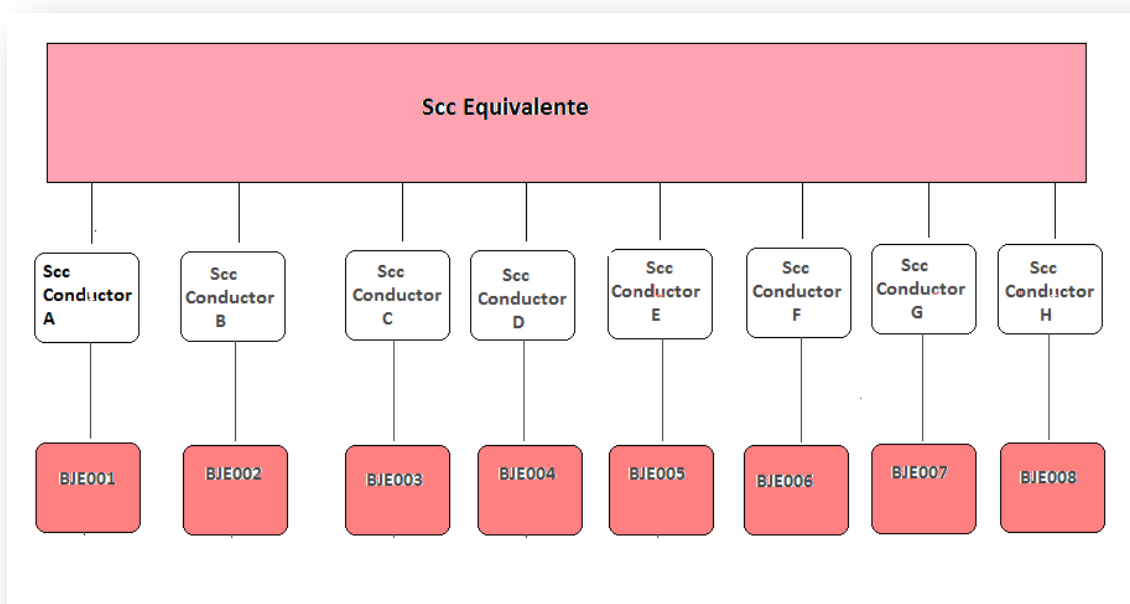 Scc Equivalente
Scc
Conductor
A
Scc
Conductor
B
Scc
Conductor
C
Scc
Conductor
D
Scc
Conductor
E
Scc
Conductor
F
Scc
Conductor
G
Scc
Conductor
H
BJE001
BJE002
BJE003
BJE004
BJE005
BJE006
BJE007
BJE008